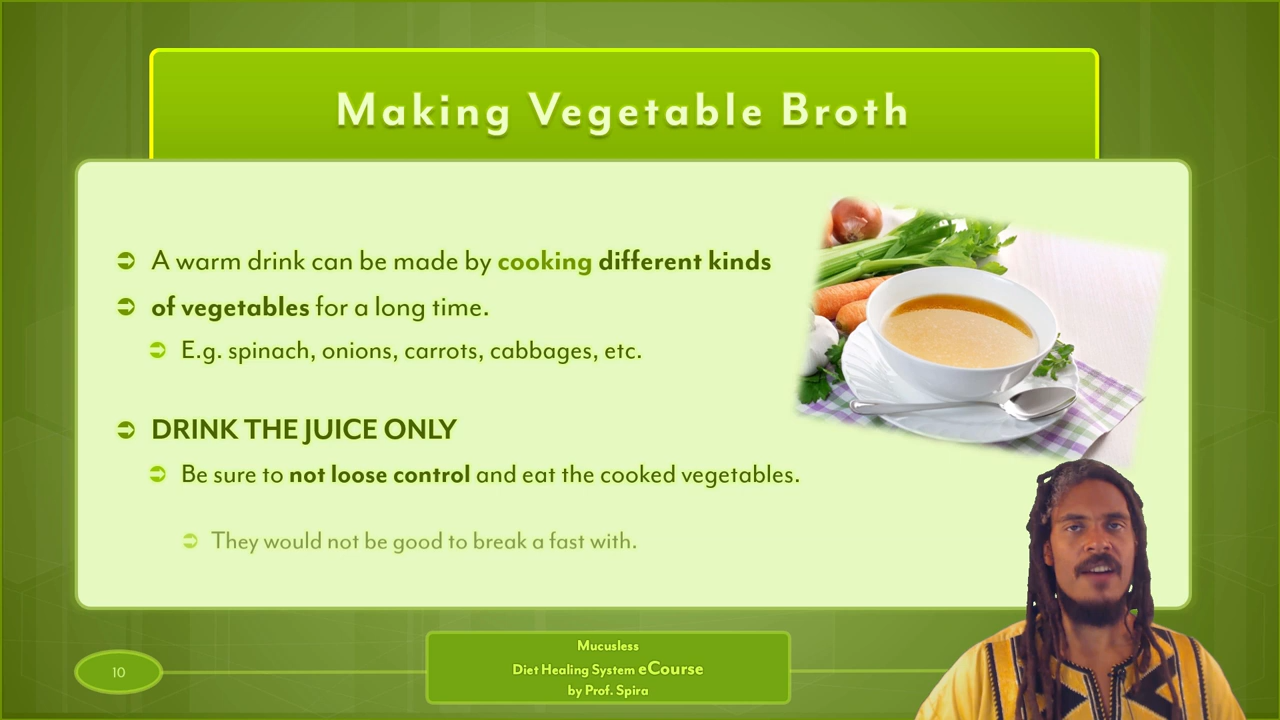 Making Vegetable Broth
A warm drink can be made by cooking different kinds
of vegetables for a long time.
E.g. spinach, onions, carrots, cabbages, etc.
DRINK THE JUICE ONLY
Be sure to not loose control and eat the cooked vegetables.
They would not be good to break a fast with.
10
Mucusless
Diet Healing System eCourse
by Prof. Spira